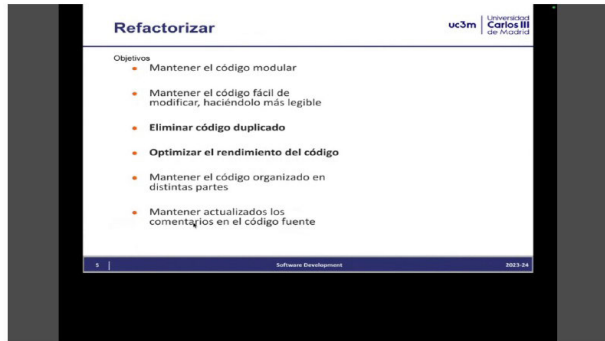 Refactorizar
uc3m
Universidad
Carlos III
de Madrid
Objetivos
Mantener el código modular
Mantener el código fácil de
modificar, haciéndolo más legible
Eliminar código duplicado
Optimizar el rendimiento del código
Mantener el código organizado en
distintas partes
Mantener actualizados los
comentarios en el código fuente
5
Software Development
2023-24